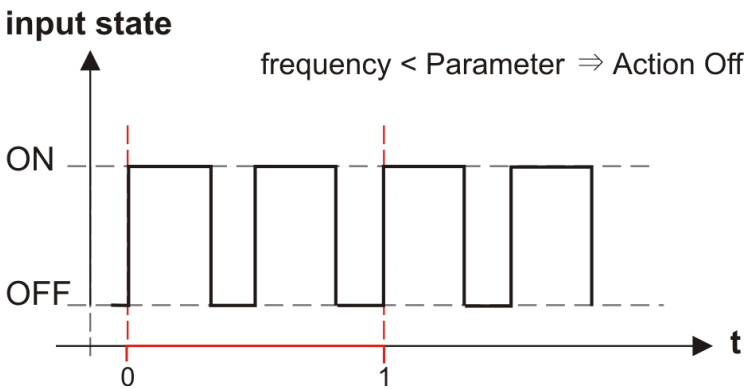 input state
frequency < Parameter ⇒ Action Off
ON
OFF
t
0
1